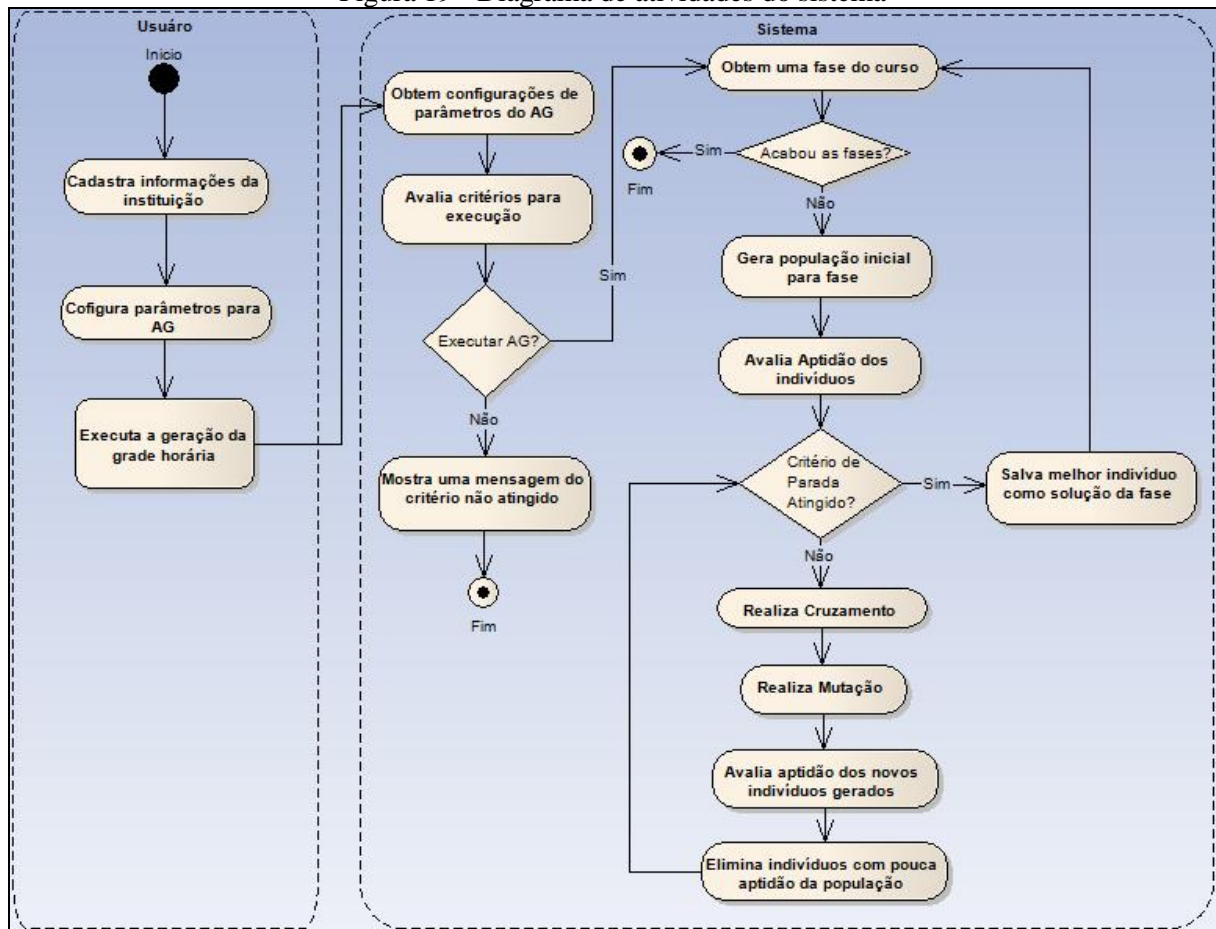 Figura 19 - Diagrama de atividades do sistema
Usuáro
Inicio
Cadastra informações da
instituição
Cofigura parâmetros para
AG
Executa a geração da
grade horária
Sistema
Obtem configurações de
parâmetros do AG
Avalia critérios para
execução
Executar AG?
Sim
Não
Mostra uma mensagem do
critério não atingido
Fim
Obtem uma fase do curso
Acabou as fases?
Sim
Fim
Não
Gera população inicial
para fase
Avalia Aptidão dos
indivíduos
Critério de
Parada
Atingido?
Sim
Salva melhor indivíduo
como solução da fase
Não
Realiza Cruzamento
Realiza Mutação
Avalia aptidão dos novos
indivíduos gerados
Elimina indivíduos com pouca
aptidão da população